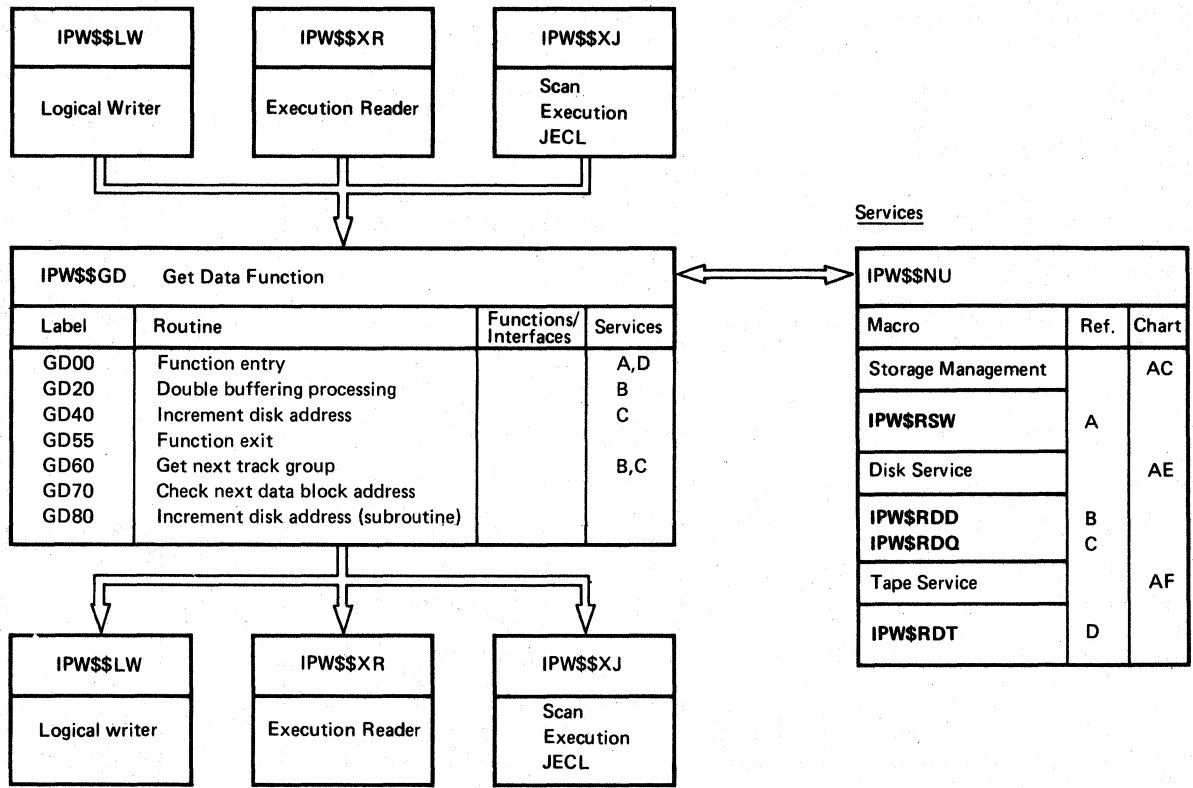 IPW$$LW
Logical Writer
IPW$$XR
Execution Reader
IPW$$XJ
Scan
Execution
JECL
Services
IPW$$GD Get Data Function
Label Routine Functions/ Interfaces Services
GD00 Function entry A,D
GD20 Double buffering processing B
GD40 Increment disk address C
GD55 Function exit
GD60 Get next track group B,C
GD70 Check next data block address
GD80 Increment disk address (subroutine)
IPW$$NU
Macro Ref. Chart
Storage Management AC
IPW$RSW A
Disk Service AE
IPW$RDD B
IPW$RDQ C
Tape Service AF
IPW$RDT D
IPW$$LW
Logical writer
IPW$$XR
Execution Reader
IPW$$XJ
Scan
Execution
JECL